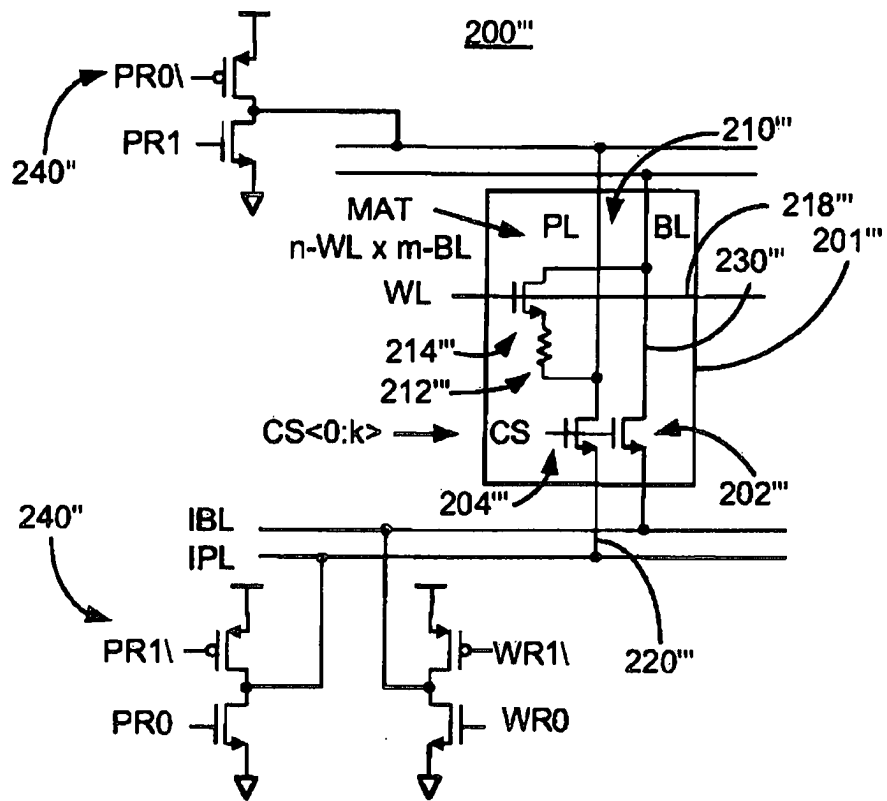 200'''
PR0\
PR1
240''
210'''
MAT
n-WL x m-BL
PL
BL
218'''
201'''
230'''
WL
214'''
212'''
CS<0:k>
CS
204'''
202'''
240''
IBL
IPL
220'''
PR1\
WR1\
PR0
WR0